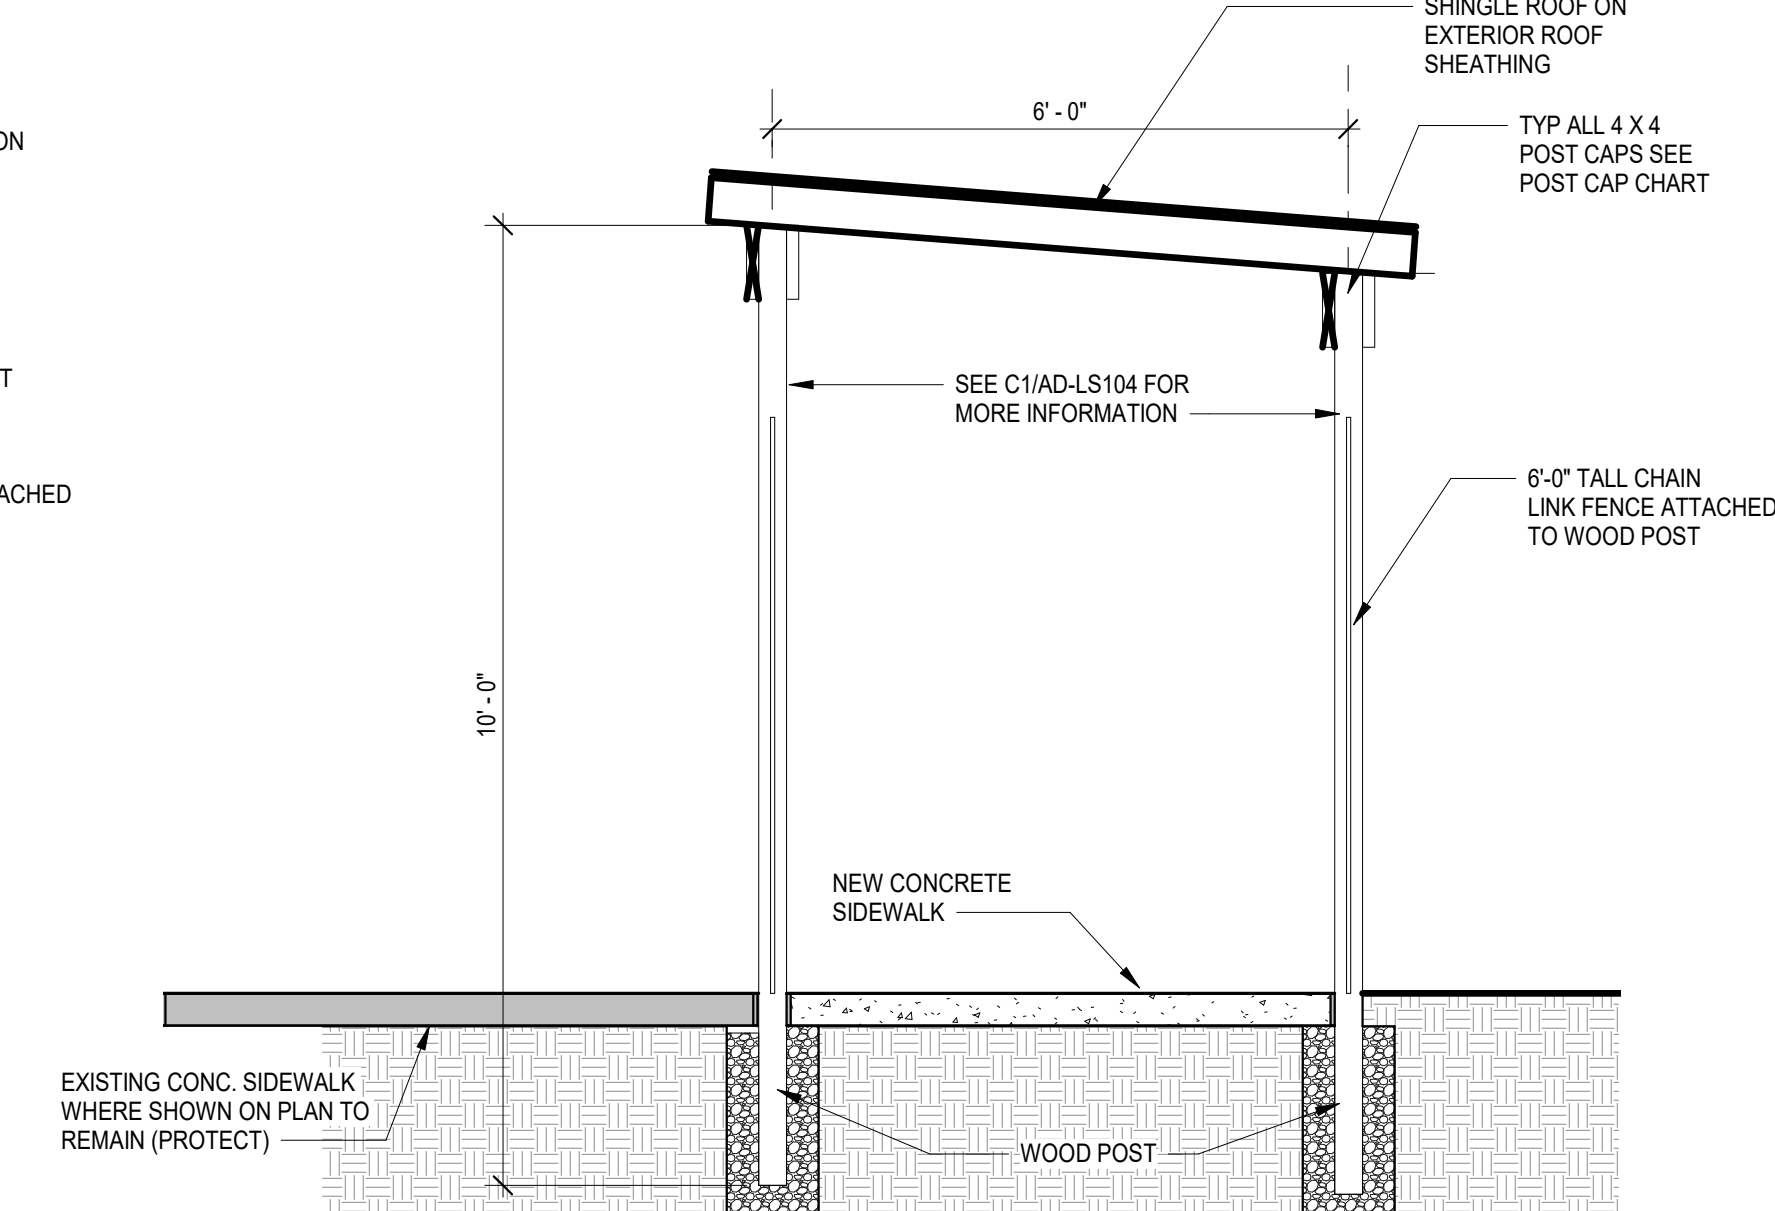 SHINGLE ROOF ON
EXTERIOR ROOF
SHEATHING
6' - 0"
TYP ALL 4 X 4
POST CAPS SEE
POST CAP CHART
ON
T
ACHED
SEE C1/AD-LS104 FOR
MORE INFORMATION
6'-0" TALL CHAIN
LINK FENCE ATTACHED
TO WOOD POST
10' - 0"
NEW CONCRETE
SIDEWALK
EXISTING CONC. SIDEWALK
WHERE SHOWN ON PLAN TO
REMAIN (PROTECT)
WOOD POST